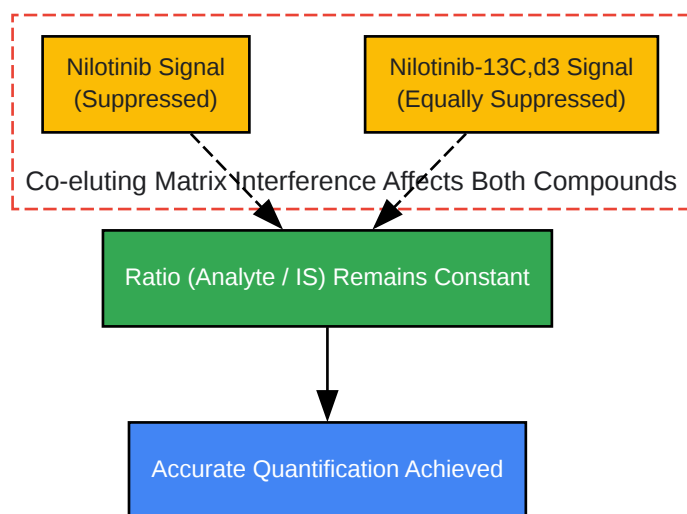 Nilotinib Signal
(Suppressed)
Nilotinib-13C,d3 Signal
(Equally Suppressed)
Co-eluting Matrix Interference Affects Both Compounds
Ratio (Analyte / IS) Remains Constant
Accurate Quantification Achieved